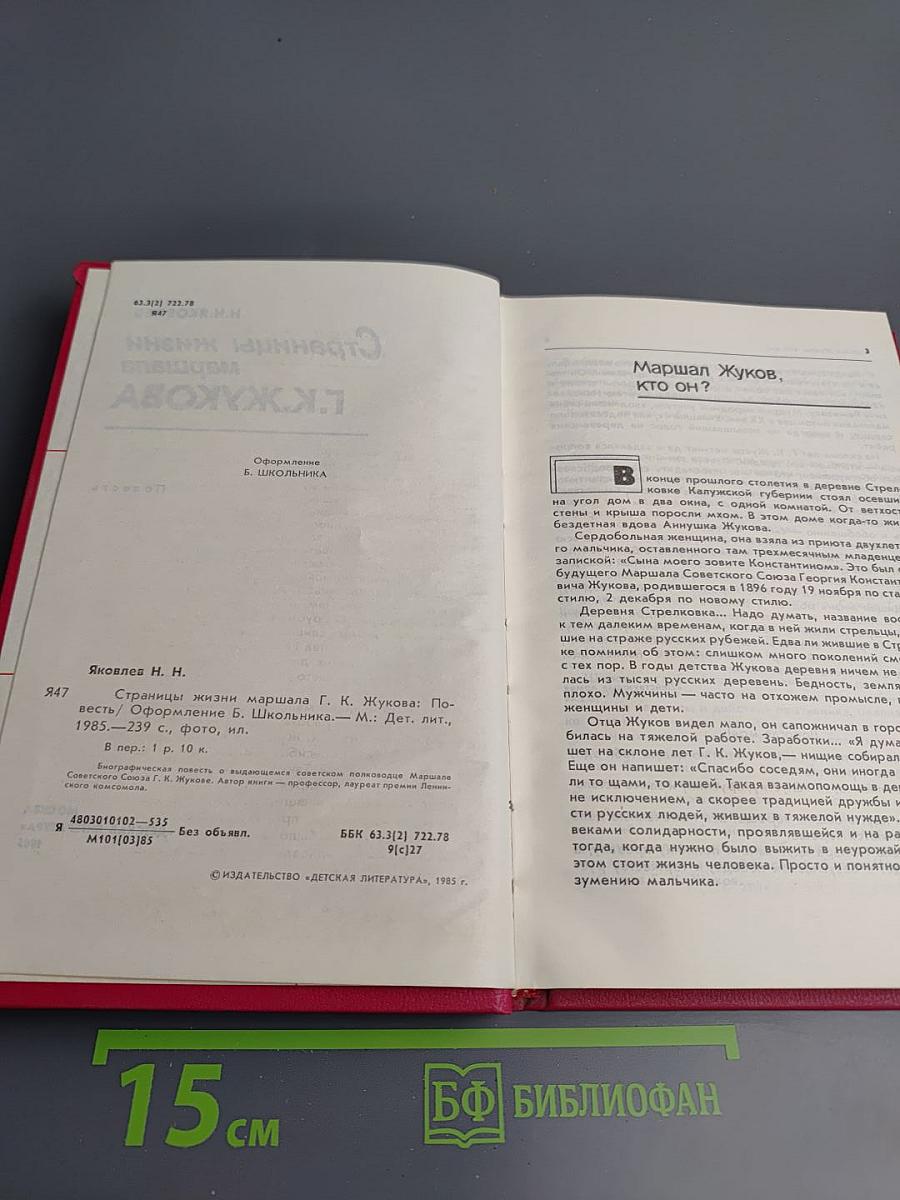 63.3(2) 722.78
Я47
Н.Н.ЯКОВЛЕВ
Страницы жизни
маршала
Г.К.ЖУКОВА
Повесть
Оформление
Б. ШКОЛЬНИКА
Яковлев Н. Н.
Я47 Страницы жизни маршала Г. К. Жукова: По-
весть/ Оформление Б. Школьника.— М.: Дет. лит.,
1985.—239 с., фото, ил.
В пер.: 1 р. 10 к.
Биографическая повесть о выдающемся советском полководце Маршале
Советского Союза Г. К. Жукове. Автор книги — профессор, лауреат премии Ленин-
ского комсомола.
Я 4803010102—535 Без объявл.
М101(03)85
ББК 63.3(2) 722.78
9(с)27
© ИЗДАТЕЛЬСТВО «ДЕТСКАЯ ЛИТЕРАТУРА», 1985 г.
3
Маршал Жуков,
кто он?
В конце прошлого столетия в деревне Стрел
ковке Калужской губернии стоял осевши
на угол дом в два окна, с одной комнатой. От ветхос
стены и крыша поросли мхом. В этом доме когда-то жи
бездетная вдова Аннушка Жукова.
Сердобольная женщина, она взяла из приюта двухлет
го мальчика, оставленного там трехмесячным младенце
запиской: «Сына моего зовите Константином». Это был
будущего Маршала Советского Союза Георгия Констант
вича Жукова, родившегося в 1896 году 19 ноября по ста
стилю, 2 декабря по новому стилю.
Деревня Стрелковка... Надо думать, название вос
к тем далеким временам, когда в ней жили стрельцы,
шие на страже русских рубежей. Едва ли жившие в Стр
ке помнили об этом: слишком много поколений сме
с тех пор. В годы детства Жукова деревня ничем не
лась из тысяч русских деревень. Бедность, земля
плохо. Мужчины — часто на отхожем промысле,
женщины и дети.
Отца Жуков видел мало, он сапожничал в горо
билась на тяжелой работе. Заработки... «Я дума
шет на склоне лет Г. К. Жуков,— нищие собирал
Еще он напишет: «Спасибо соседям, они иногда
ли то щами, то кашей. Такая взаимопомощь в де
не исключением, а скорее традицией дружбы и
сти русских людей, живших в тяжелой нужде».
веками солидарности, проявлявшейся и на ра
тогда, когда нужно было выжить в неурожай
этом стоит жизнь человека. Просто и понятно
зумению мальчика.
15 см
БФ БИБЛИОФАН